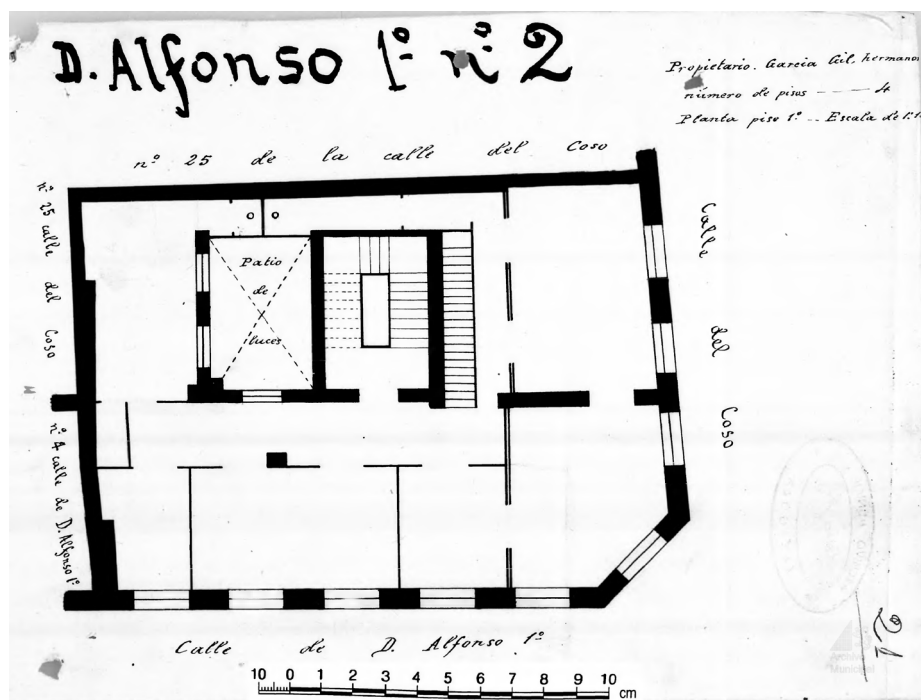 D. Alfonso 1º nº 2
Propietario. Garcia Gil, hermanos
número de pisos ---- 4
Planta piso 1º -- Escala de 1:1
nº 25 de la calle del Coso
nº 25 calle del Coso
Patio
de
luces
Calle del Coso
nº 4 calle de D. Alfonso 1º
Calle de D. Alfonso 1º
10 0 1 2 3 4 5 6 7 8 9 10 cm
Archivo
Municipal